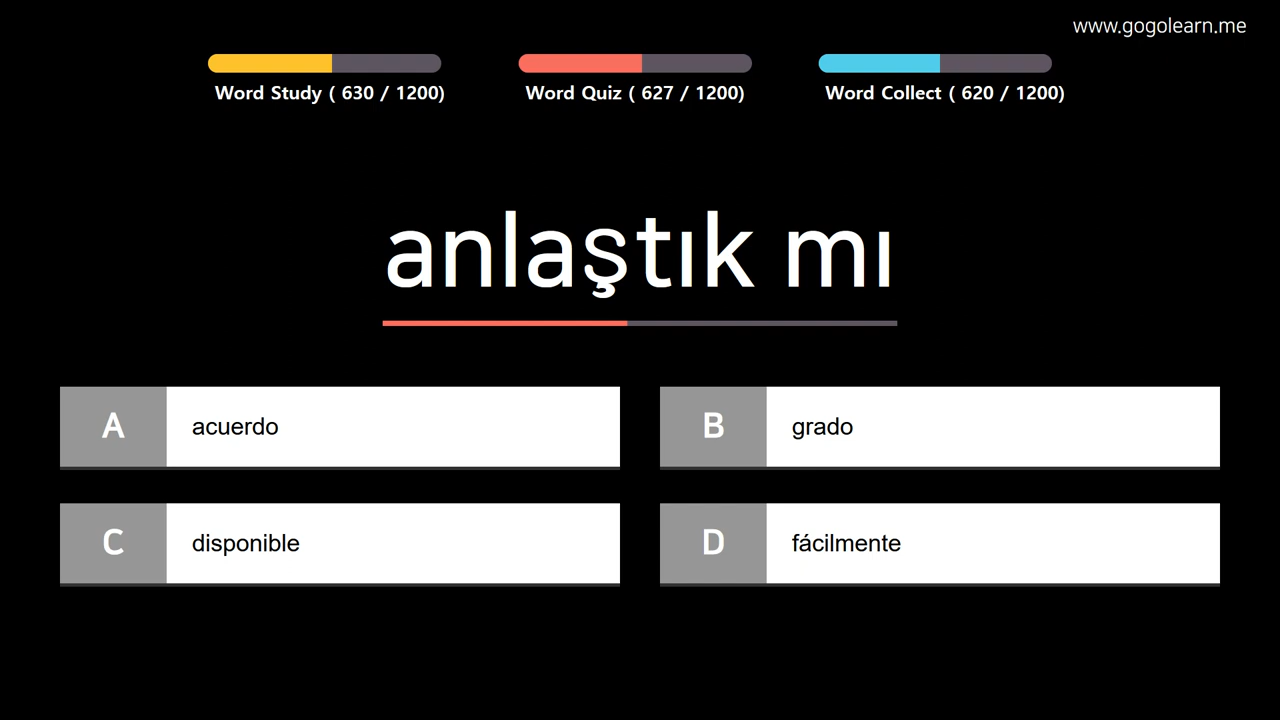 www.gogolearn.me
Word Study ( 630 / 1200)
Word Quiz ( 627 / 1200)
Word Collect ( 620 / 1200)
anlaştık mı
A acuerdo
B grado
C disponible
D fácilmente